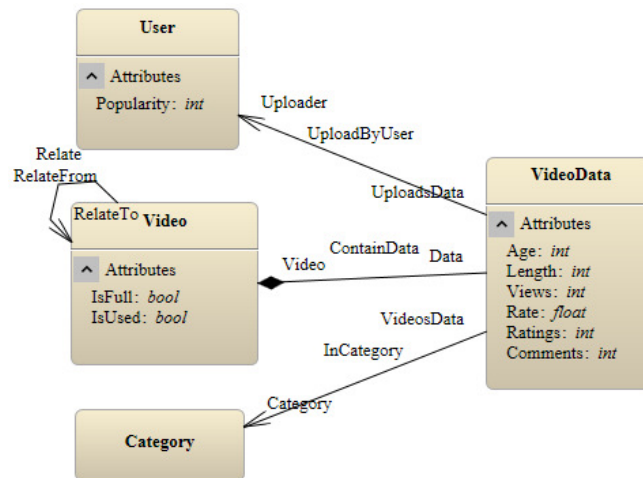 User
Attributes
Popularity: int
Uploader
UploadByUser
UploadsData
Relate
RelateFrom
RelateTo
Video
Attributes
IsFull: bool
IsUsed: bool
Video
ContainData
Data
VideoData
Attributes
Age: int
Length: int
Views: int
Rate: float
Ratings: int
Comments: int
VideosData
InCategory
Category
Category